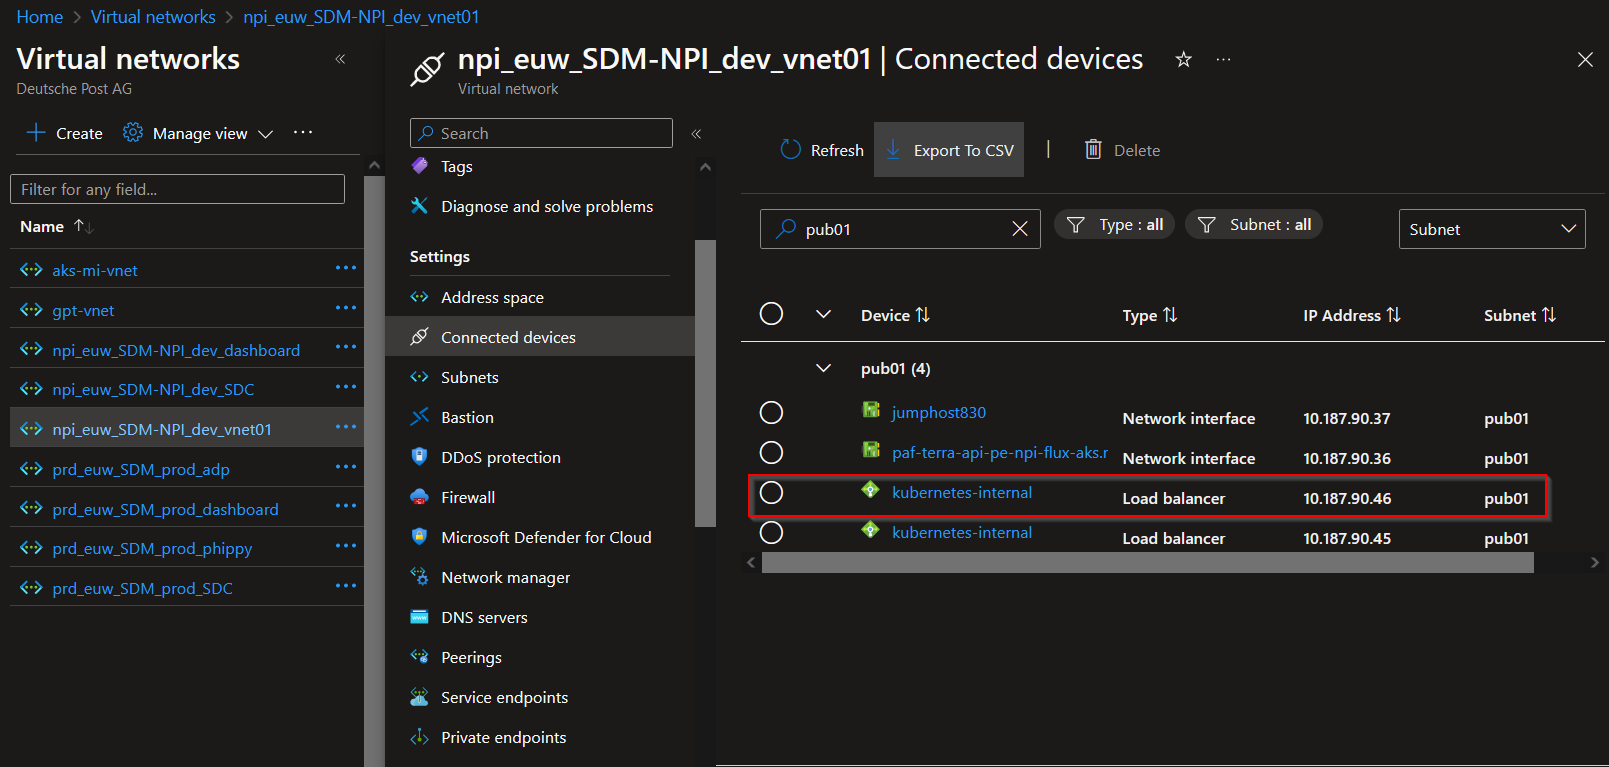 Home > Virtual networks > npi_euw_SDM-NPI_dev_vnet01
Virtual networks
Deutsche Post AG
Create Manage view
Filter for any field...
Name
aks-mi-vnet
gpt-vnet
npi_euw_SDM-NPI_dev_dashboard
npi_euw_SDM-NPI_dev_SDC
npi_euw_SDM-NPI_dev_vnet01
prd_euw_SDM_prod_adp
prd_euw_SDM_prod_dashboard
prd_euw_SDM_prod_phippy
prd_euw_SDM_prod_SDC
npi_euw_SDM-NPI_dev_vnet01 | Connected devices
Virtual network
Search
Tags
Diagnose and solve problems
Settings
Address space
Connected devices
Subnets
Bastion
DDoS protection
Firewall
Microsoft Defender for Cloud
Network manager
DNS servers
Peerings
Service endpoints
Private endpoints
Refresh Export To CSV | Delete
pub01 Type : all Subnet : all Subnet
Device Type IP Address Subnet
pub01 (4)
jumphost830 Network interface 10.187.90.37 pub01
paf-terra-api-pe-npi-flux-aks.r Network interface 10.187.90.36 pub01
kubernetes-internal Load balancer 10.187.90.46 pub01
kubernetes-internal Load balancer 10.187.90.45 pub01